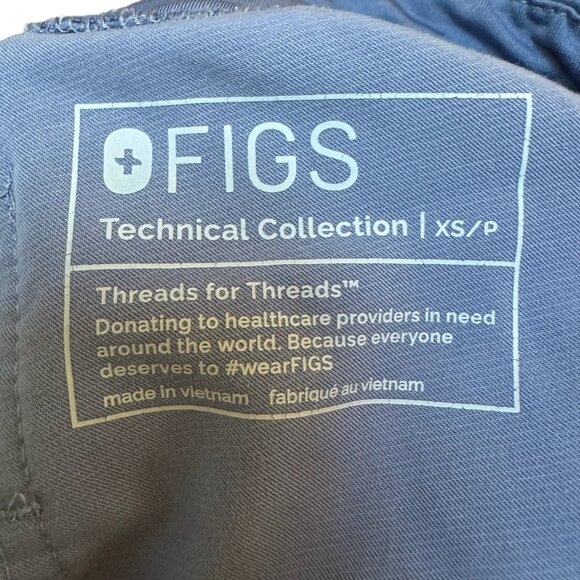 FIGS
Technical Collection | XS/P
Threads for Threads™
Donating to healthcare providers in need
around the world. Because everyone
deserves to #wearFIGS
made in vietnam fabriqué au vietnam